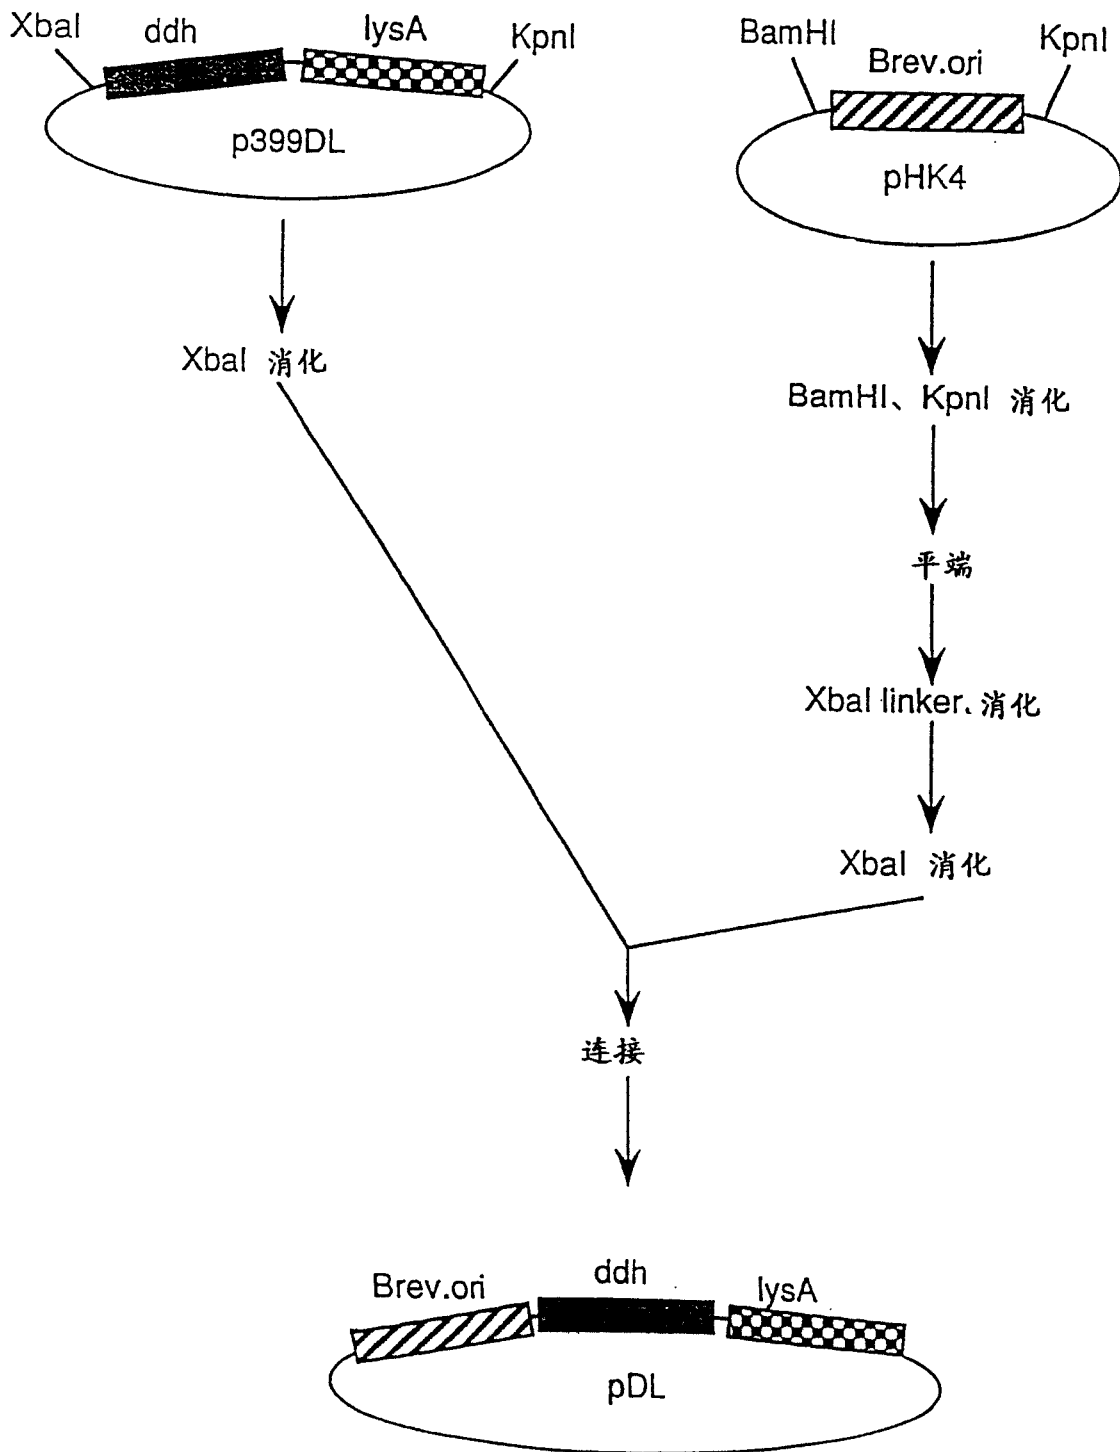 XbaI
ddh
lysA
KpnI
p399DL
BamHI
Brev.ori
KpnI
pHK4
XbaI 消化
BamHI、KpnI 消化
平端
XbaI linker、消化
XbaI 消化
连接
Brev.ori
ddh
lysA
pDL